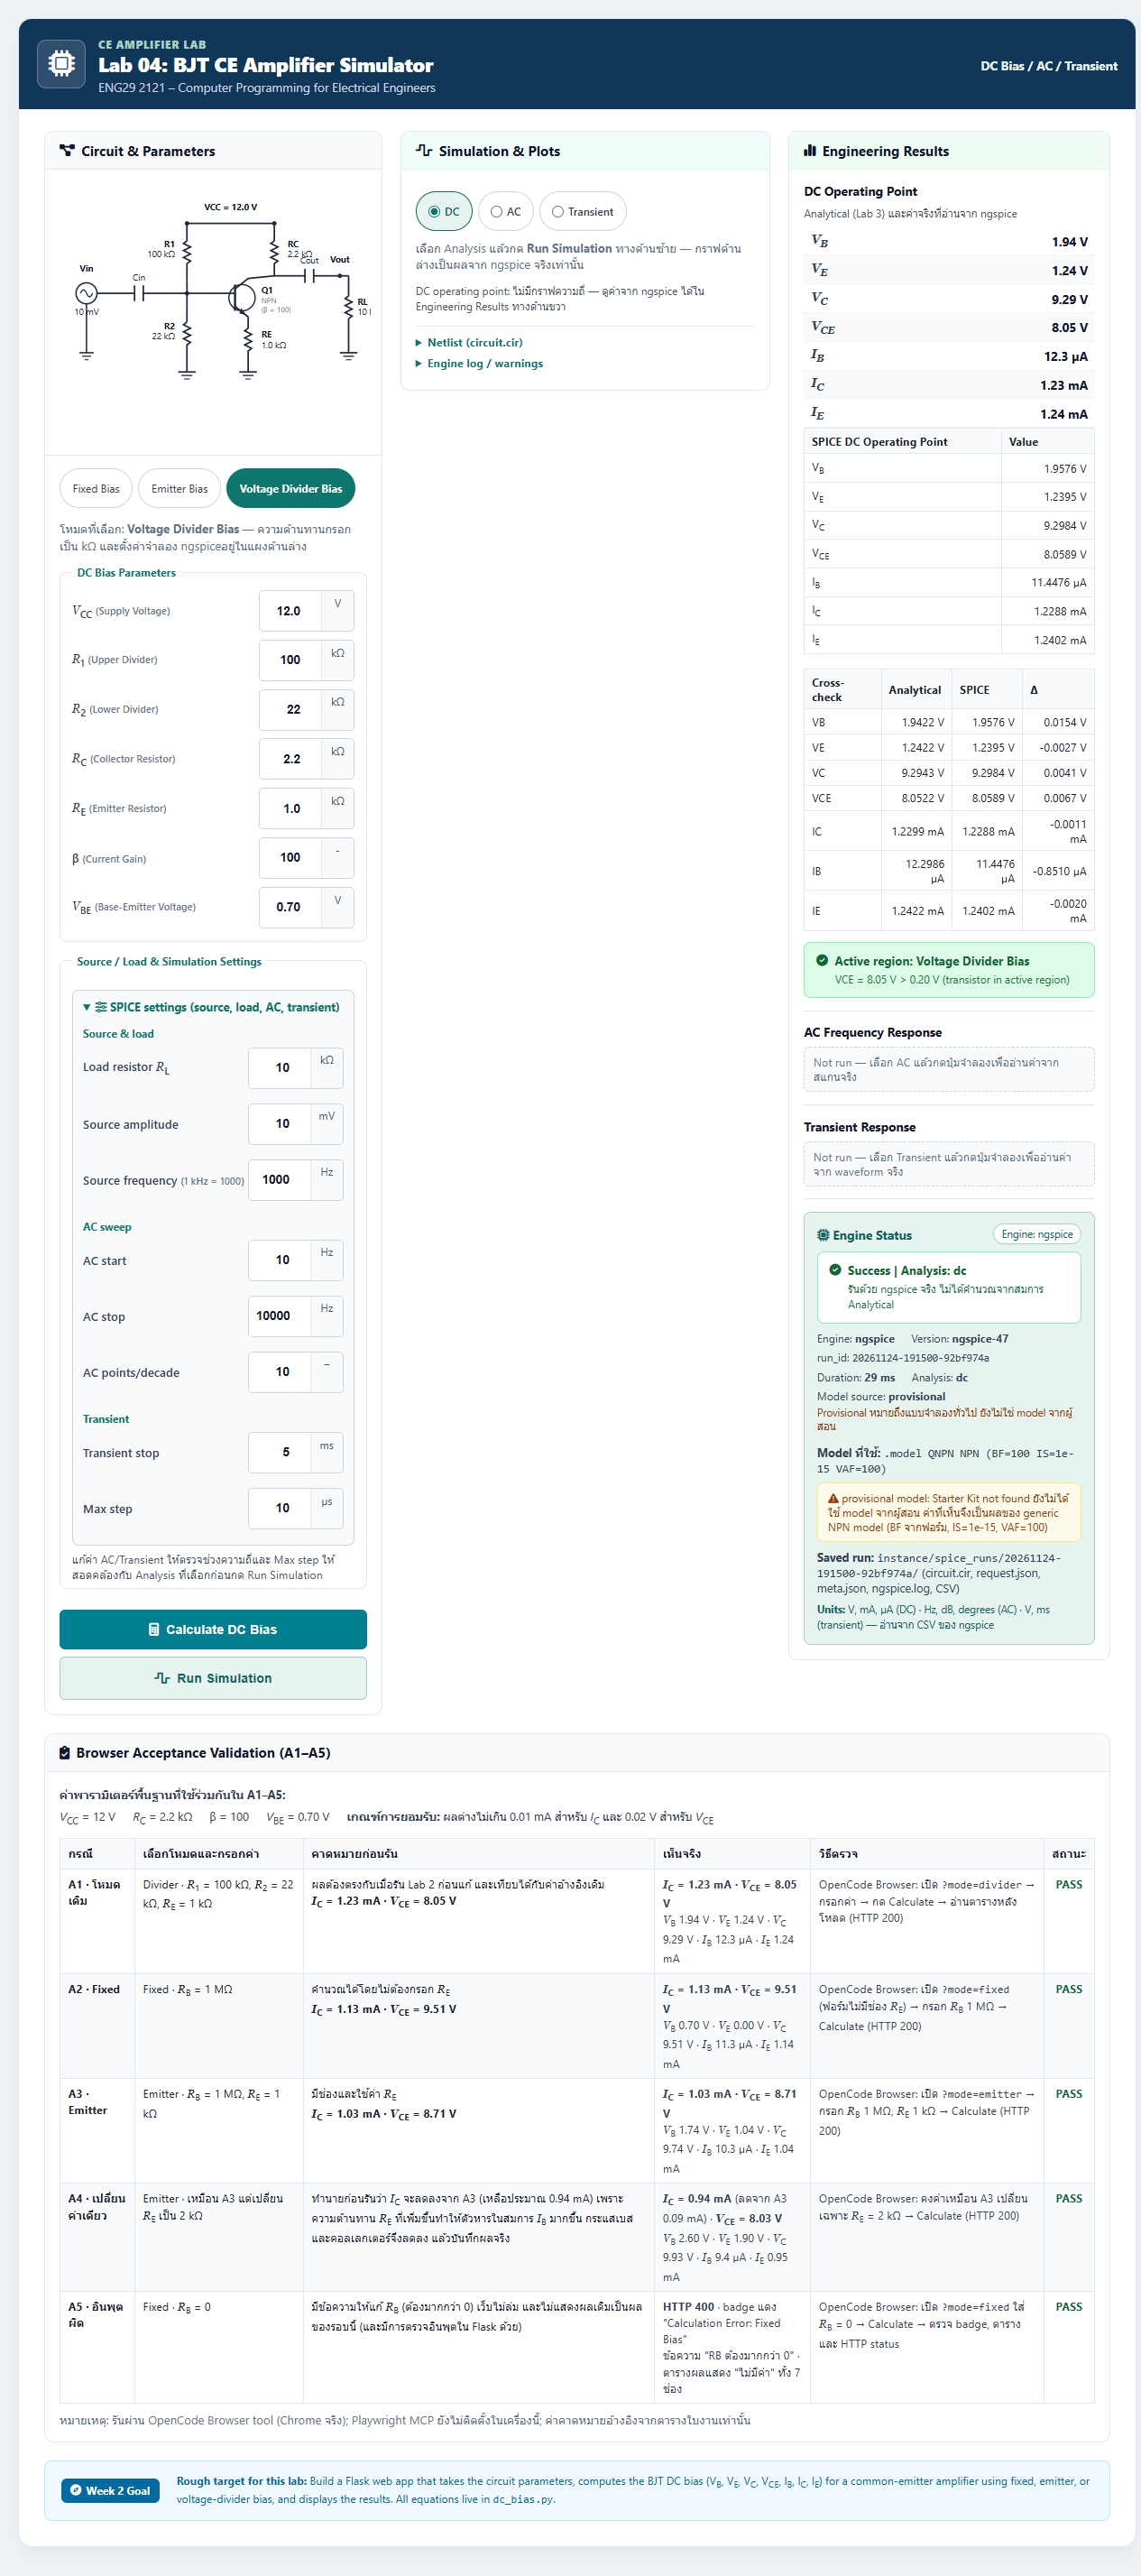 CE AMPLIFIER LAB
Lab 04: BJT CE Amplifier Simulator
ENG29 2121 – Computer Programming for Electrical Engineers
DC Bias / AC / Transient
Circuit & Parameters
VCC = 12.0 V
R1
100 kΩ
RC
2.2 kΩ
Cout
Vout
Vin
Cin
10 mV
Q1
NPN
(β = 100)
RL
10 l
R2
22 kΩ
RE
1.0 kΩ
Fixed Bias
Emitter Bias
Voltage Divider Bias
โหมดที่เลือก: Voltage Divider Bias — ความต้านทานกรอก
เป็น kΩ และตั้งค่าจำลอง ngspiceอยู่ในแผงด้านล่าง
DC Bias Parameters
VCC (Supply Voltage) 12.0 V
R1 (Upper Divider) 100 kΩ
R2 (Lower Divider) 22 kΩ
RC (Collector Resistor) 2.2 kΩ
RE (Emitter Resistor) 1.0 kΩ
β (Current Gain) 100 -
VBE (Base-Emitter Voltage) 0.70 V
Source / Load & Simulation Settings
▼ SPICE settings (source, load, AC, transient)
Source & load
Load resistor RL 10 kΩ
Source amplitude 10 mV
Source frequency (1 kHz = 1000) 1000 Hz
AC sweep
AC start 10 Hz
AC stop 10000 Hz
AC points/decade 10 –
Transient
Transient stop 5 ms
Max step 10 µs
แก้ค่า AC/Transient ให้ตรวจช่วงความถี่และ Max step ให้
สอดคล้องกับ Analysis ที่เลือกก่อนกด Run Simulation
Calculate DC Bias
Run Simulation
Simulation & Plots
DC
AC
Transient
เลือก Analysis แล้วกด Run Simulation ทางด้านซ้าย — กราฟด้าน
ล่างเป็นผลจาก ngspice จริงเท่านั้น
DC operating point: ไม่มีกราฟความถี่ — ดูค่าจาก ngspice ได้ใน
Engineering Results ทางด้านขวา
▶ Netlist (circuit.cir)
▶ Engine log / warnings
Engineering Results
DC Operating Point
Analytical (Lab 3) และค่าจริงที่อ่านจาก ngspice
VB 1.94 V
VE 1.24 V
VC 9.29 V
VCE 8.05 V
IB 12.3 µA
IC 1.23 mA
IE 1.24 mA
SPICE DC Operating Point Value
VB 1.9576 V
VE 1.2395 V
VC 9.2984 V
VCE 8.0589 V
IB 11.4476 µA
IC 1.2288 mA
IE 1.2402 mA
Cross-
check Analytical SPICE Δ
VB 1.9422 V 1.9576 V 0.0154 V
VE 1.2422 V 1.2395 V -0.0027 V
VC 9.2943 V 9.2984 V 0.0041 V
VCE 8.0522 V 8.0589 V 0.0067 V
IC 1.2299 mA 1.2288 mA -0.0011
mA
IB 12.2986
µA 11.4476
µA -0.8510 µA
IE 1.2422 mA 1.2402 mA -0.0020
mA
Active region: Voltage Divider Bias
VCE = 8.05 V > 0.20 V (transistor in active region)
AC Frequency Response
Not run — เลือก AC แล้วกดปุ่มจำลองเพื่ออ่านค่าจาก
สแกนจริง
Transient Response
Not run — เลือก Transient แล้วกดปุ่มจำลองเพื่ออ่านค่า
จาก waveform จริง
Engine Status
Engine: ngspice
Success | Analysis: dc
รันด้วย ngspice จริง ไม่ได้คำนวณจากสมการ
Analytical
Engine: ngspice Version: ngspice-47
run_id: 20261124-191500-92bf974a
Duration: 29 ms Analysis: dc
Model source: provisional
Provisional หมายถึงแบบจำลองทั่วไป ยังไม่ใช่ model จากผู้
สอน
Model ที่ใช้: .model QNPN NPN (BF=100 IS=1e-
15 VAF=100)
provisional model: Starter Kit not found ยังไม่ได้
ใช้ model จากผู้สอน ค่าที่เห็นจึงเป็นผลของ generic
NPN model (BF จากฟอร์ม, IS=1e-15, VAF=100)
Saved run: instance/spice_runs/20261124-
191500-92bf974a/ (circuit.cir, request.json,
meta.json, ngspice.log, CSV)
Units: V, mA, µA (DC) · Hz, dB, degrees (AC) · V, ms
(transient) — อ่านจาก CSV ของ ngspice
Browser Acceptance Validation (A1–A5)
ค่าพารามิเตอร์พื้นฐานที่ใช้ร่วมกันใน A1–A5:
VCC = 12 V RC = 2.2 kΩ β = 100 VBE = 0.70 V เกณฑ์การยอมรับ: ผลต่างไม่เกิน 0.01 mA สำหรับ IC และ 0.02 V สำหรับ VCE
กรณี เลือกโหมดและกรอกค่า คาดหมายก่อนรัน เห็นจริง วิธีตรวจ สถานะ
A1 · โหมด
เดิม
Divider · R1 = 100 kΩ, R2 = 22
kΩ, RE = 1 kΩ
ผลต้องตรงกับเมื่อรัน Lab 2 ก่อนแก้ และเทียบได้กับค่าอ้างอิงเดิม
IC = 1.23 mA · VCE = 8.05 V
IC = 1.23 mA · VCE = 8.05
V
VB 1.94 V · VE 1.24 V · VC
9.29 V · IB 12.3 µA · IE 1.24
mA
OpenCode Browser: เปิด ?mode=divider →
กรอกค่า → กด Calculate → อ่านตารางหลัง
โหลด (HTTP 200)
PASS
A2 · Fixed
Fixed · RB = 1 MΩ
คำนวณได้โดยไม่ต้องกรอก RE
IC = 1.13 mA · VCE = 9.51 V
IC = 1.13 mA · VCE = 9.51
V
VB 0.70 V · VE 0.00 V · VC
9.51 V · IB 11.3 µA · IE 1.14
mA
OpenCode Browser: เปิด ?mode=fixed
(ฟอร์มไม่มีช่อง RE) → กรอก RB 1 MΩ →
Calculate (HTTP 200)
PASS
A3 ·
Emitter
Emitter · RB = 1 MΩ, RE = 1
kΩ
มีช่องและใช้ค่า RE
IC = 1.03 mA · VCE = 8.71 V
IC = 1.03 mA · VCE = 8.71
V
VB 1.74 V · VE 1.04 V · VC
9.74 V · IB 10.3 µA · IE 1.04
mA
OpenCode Browser: เปิด ?mode=emitter →
กรอก RB 1 MΩ, RE 1 kΩ → Calculate (HTTP
200)
PASS
A4 · เปลี่ยน
ค่าเดียว
Emitter · เหมือน A3 แต่เปลี่ยน
RE เป็น 2 kΩ
ทำนายก่อนรันว่า IC จะลดลงจาก A3 (เหลือประมาณ 0.94 mA) เพราะ
ความต้านทาน RE ที่เพิ่มขึ้นทำให้ตัวหารในสมการ IB มากขึ้น กระแสเบส
และคอลเลกเตอร์จึงลดลง แล้วบันทึกผลจริง
IC = 0.94 mA (ลดจาก A3
0.09 mA) · VCE = 8.03 V
VB 2.60 V · VE 1.90 V · VC
9.93 V · IB 9.4 µA · IE 0.95
mA
OpenCode Browser: คงค่าเหมือน A3 เปลี่ยน
เฉพาะ RE = 2 kΩ → Calculate (HTTP 200)
PASS
A5 · อินพุต
ผิด
Fixed · RB = 0
มีข้อความให้แก้ RB (ต้องมากกว่า 0) เว็บไม่ล่ม และไม่แสดงผลเดิมเป็นผล
ของรอบนี้ (และมีการตรวจอินพุตใน Flask ด้วย)
HTTP 400 · badge แดง
"Calculation Error: Fixed
Bias"
ข้อความ "RB ต้องมากกว่า 0" ·
ตารางผลแสดง "ไม่มีค่า" ทั้ง 7
ช่อง
OpenCode Browser: เปิด ?mode=fixed ใส่
RB = 0 → Calculate → ตรวจ badge, ตาราง
และ HTTP status
PASS
หมายเหตุ: รันผ่าน OpenCode Browser tool (Chrome จริง); Playwright MCP ยังไม่ติดตั้งในเครื่องนี้; ค่าคาดหมายอ้างอิงจากตารางใบงานเท่านั้น
Week 2 Goal
Rough target for this lab: Build a Flask web app that takes the circuit parameters, computes the BJT DC bias (VB, VE, VC, VCE, IB, IC, IE) for a common-emitter amplifier using fixed, emitter, or
voltage-divider bias, and displays the results. All equations live in dc_bias.py.